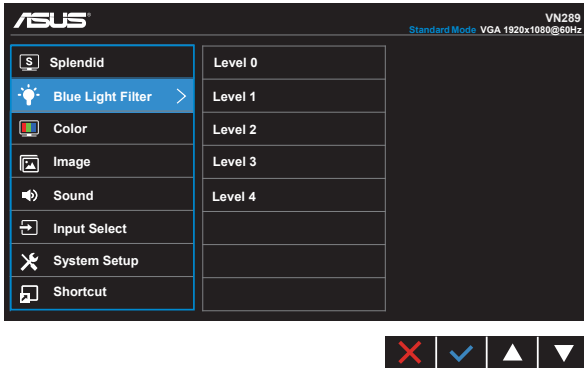 ASUS
VN289
Standard Mode VGA 1920x1080@60Hz
S Splendid
Blue Light Filter
Color
Image
Sound
Input Select
System Setup
Shortcut
Level 0
Level 1
Level 2
Level 3
Level 4